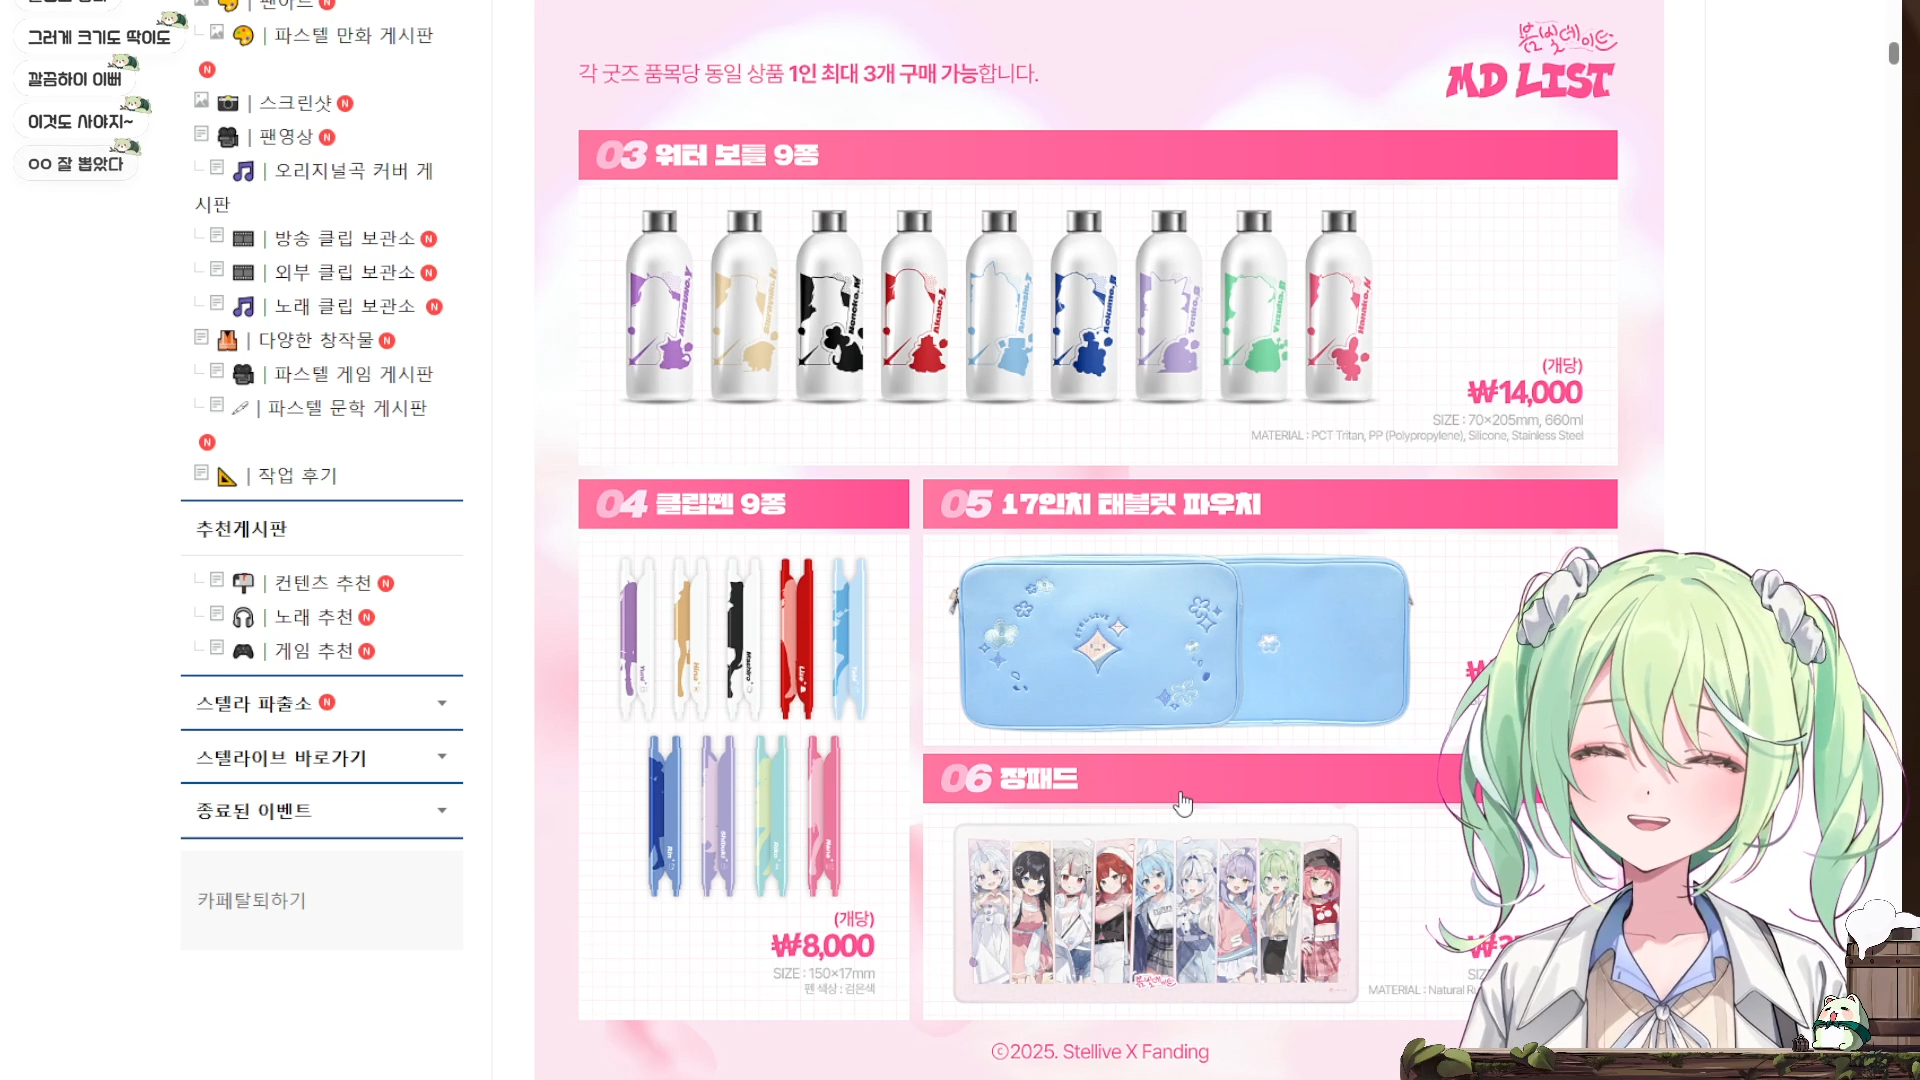 그러게 크기도 딱이도
깔끔하이 이뻐
이것도 사야지~
ㅇㅇ 잘 뽑았다
| 팬아트 N
| 파스텔 만화 게시판
N
| 스크린샷 N
| 팬영상 N
| 오리지널곡 커버 게
시판
| 방송 클립 보관소 N
| 외부 클립 보관소 N
| 노래 클립 보관소 N
| 다양한 창작물 N
| 파스텔 게임 게시판
| 파스텔 문학 게시판
N
| 작업 후기
추천게시판
| 컨텐츠 추천 N
| 노래 추천 N
| 게임 추천 N
스텔라 파출소 N
스텔라이브 바로가기
종료된 이벤트
카페탈퇴하기
각 굿즈 품목당 동일 상품 1인 최대 3개 구매 가능합니다.
봄빛데이트
MD LIST
03 워터 보틀 9종
(개당)
₩14,000
SIZE : 70×205mm, 660ml
MATERIAL : PCT Tritan, PP (Polypropylene), Silicone, Stainless Steel
04 클립펜 9종
(개당)
₩8,000
SIZE : 150×17mm
펜 색상 : 검은색
05 17인치 태블릿 파우치
STELLIVE
06 장패드
MATERIAL : Natural
©2025. Stellive X Fanding